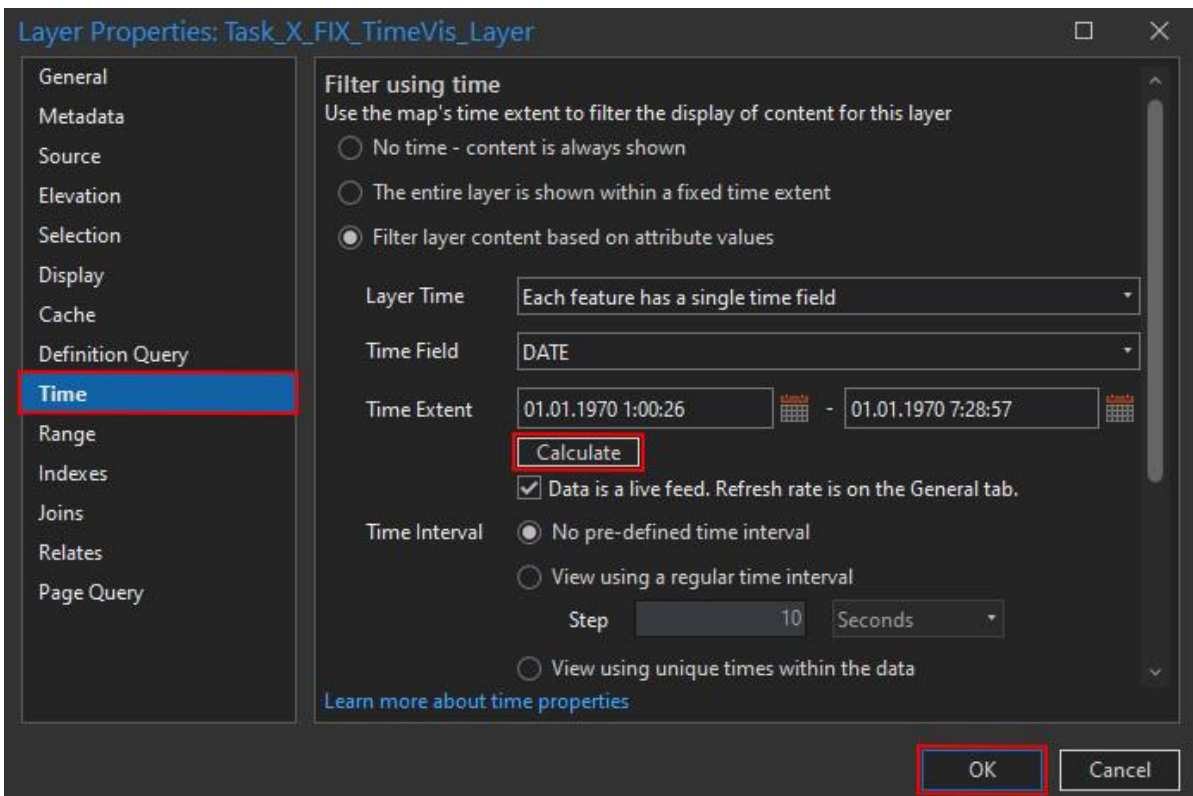 Layer Properties: Task_X_FIX_TimeVis_Layer
General
Metadata
Source
Elevation
Selection
Display
Cache
Definition Query
Time
Range
Indexes
Joins
Relates
Page Query
Filter using time
Use the map's time extent to filter the display of content for this layer
No time - content is always shown
The entire layer is shown within a fixed time extent
Filter layer content based on attribute values
Layer Time Each feature has a single time field
Time Field DATE
Time Extent 01.01.1970 1:00:26 - 01.01.1970 7:28:57
Calculate
Data is a live feed. Refresh rate is on the General tab.
Time Interval No pre-defined time interval
View using a regular time interval
Step 10 Seconds
View using unique times within the data
Learn more about time properties
OK Cancel